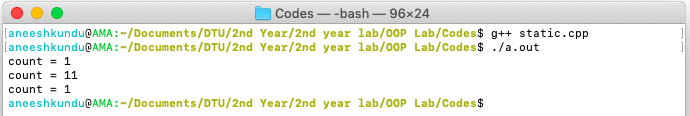 Codes — -bash — 96×24
[aneeshkundu@AMA:~/Documents/DTU/2nd Year/2nd year lab/OOP Lab/Codes$ g++ static.cpp ]
[aneeshkundu@AMA:~/Documents/DTU/2nd Year/2nd year lab/OOP Lab/Codes$ ./a.out ]
count = 1
count = 11
count = 1
aneeshkundu@AMA:~/Documents/DTU/2nd Year/2nd year lab/OOP Lab/Codes$